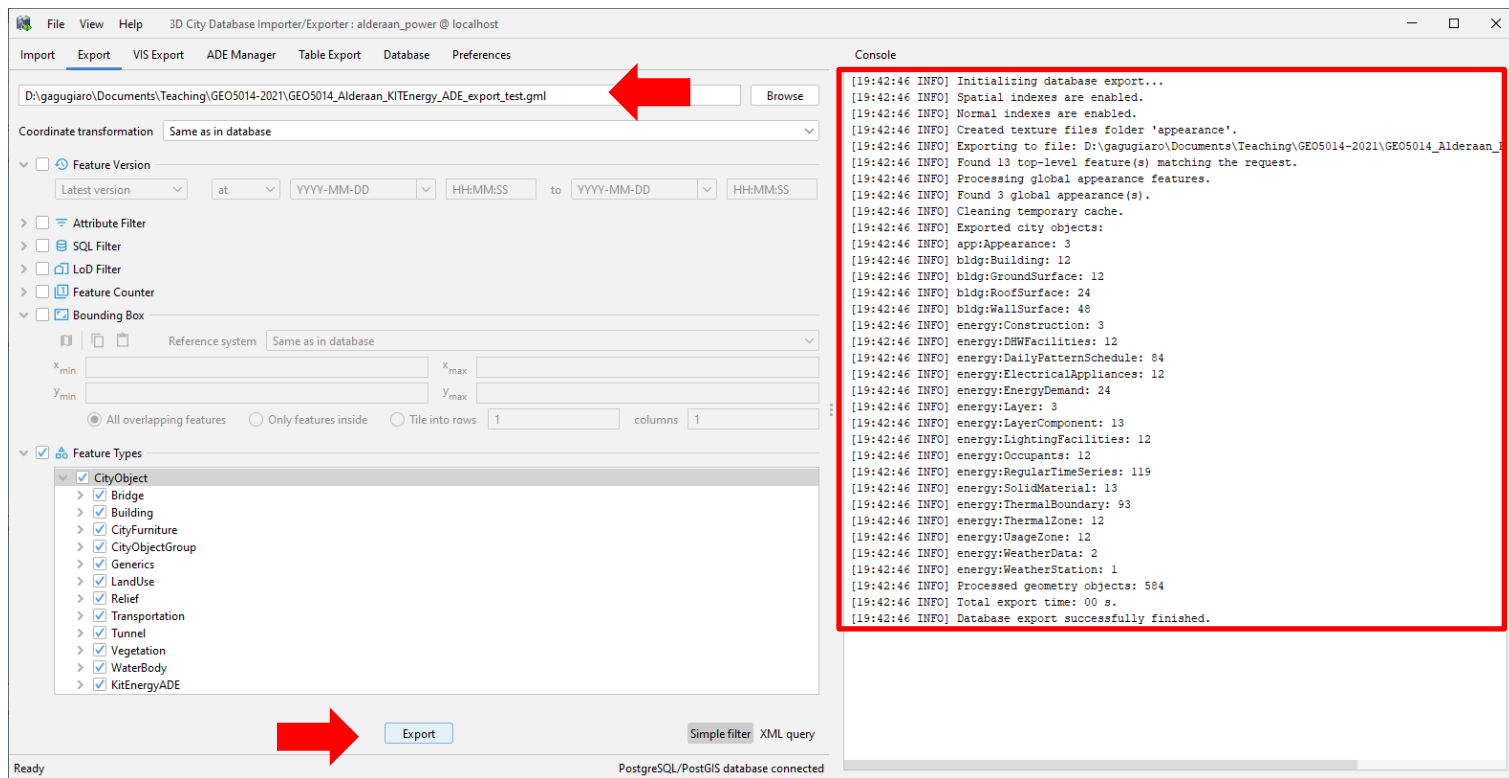 File View Help 3D City Database Importer/Exporter : alderaan_power @ localhost
Import Export VIS Export ADE Manager Table Export Database Preferences
D:\gagugiaro\Documents\Teaching\GEO5014-2021\GEO5014_Alderaan_KITEnergy_ADE_export_test.gml Browse
Coordinate transformation Same as in database
Feature Version
Latest version at YYYY-MM-DD HH:MM:SS to YYYY-MM-DD HH:MM:SS
Attribute Filter
SQL Filter
LoD Filter
Feature Counter
Bounding Box
Reference system Same as in database
xmin xmax
ymin ymax
All overlapping features Only features inside Tile into rows 1 columns 1
Feature Types
CityObject
Bridge
Building
CityFurniture
CityObjectGroup
Generics
LandUse
Relief
Transportation
Tunnel
Vegetation
WaterBody
KitEnergyADE
Export Simple filter XML query
Ready PostgreSQL/PostGIS database connected
Console
[19:42:46 INFO] Initializing database export...
[19:42:46 INFO] Spatial indexes are enabled.
[19:42:46 INFO] Normal indexes are enabled.
[19:42:46 INFO] Created texture files folder 'appearance'.
[19:42:46 INFO] Exporting to file: D:\gagugiaro\Documents\Teaching\GEO5014-2021\GEO5014_Alderaan_
[19:42:46 INFO] Found 13 top-level feature(s) matching the request.
[19:42:46 INFO] Processing global appearance features.
[19:42:46 INFO] Found 3 global appearance(s).
[19:42:46 INFO] Cleaning temporary cache.
[19:42:46 INFO] Exported city objects:
[19:42:46 INFO] app:Appearance: 3
[19:42:46 INFO] bldg:Building: 12
[19:42:46 INFO] bldg:GroundSurface: 12
[19:42:46 INFO] bldg:RoofSurface: 24
[19:42:46 INFO] bldg:WallSurface: 48
[19:42:46 INFO] energy:Construction: 3
[19:42:46 INFO] energy:DHWFacilities: 12
[19:42:46 INFO] energy:DailyPatternSchedule: 84
[19:42:46 INFO] energy:ElectricalAppliances: 12
[19:42:46 INFO] energy:EnergyDemand: 24
[19:42:46 INFO] energy:Layer: 3
[19:42:46 INFO] energy:LayerComponent: 13
[19:42:46 INFO] energy:LightingFacilities: 12
[19:42:46 INFO] energy:Occupants: 12
[19:42:46 INFO] energy:RegularTimeSeries: 119
[19:42:46 INFO] energy:SolidMaterial: 13
[19:42:46 INFO] energy:ThermalBoundary: 93
[19:42:46 INFO] energy:ThermalZone: 12
[19:42:46 INFO] energy:UsageZone: 12
[19:42:46 INFO] energy:WeatherData: 2
[19:42:46 INFO] energy:WeatherStation: 1
[19:42:46 INFO] Processed geometry objects: 584
[19:42:46 INFO] Total export time: 00 s.
[19:42:46 INFO] Database export successfully finished.